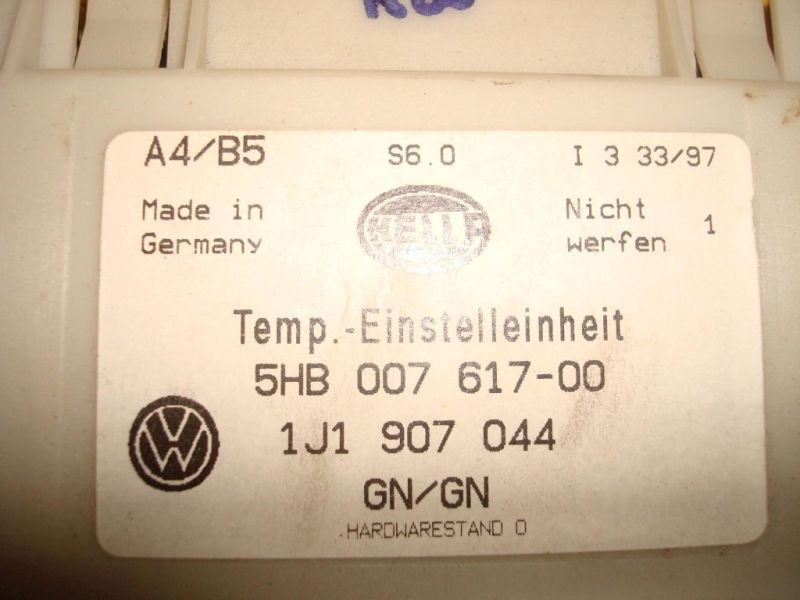 A4/B5 S6.0 I 3 33/97
Made in
Germany
HELLA
Nicht
werfen 1
Temp.-Einstelleinheit
5HB 007 617-00
1J1 907 044
VW
GN/GN
HARDWARESTAND 0